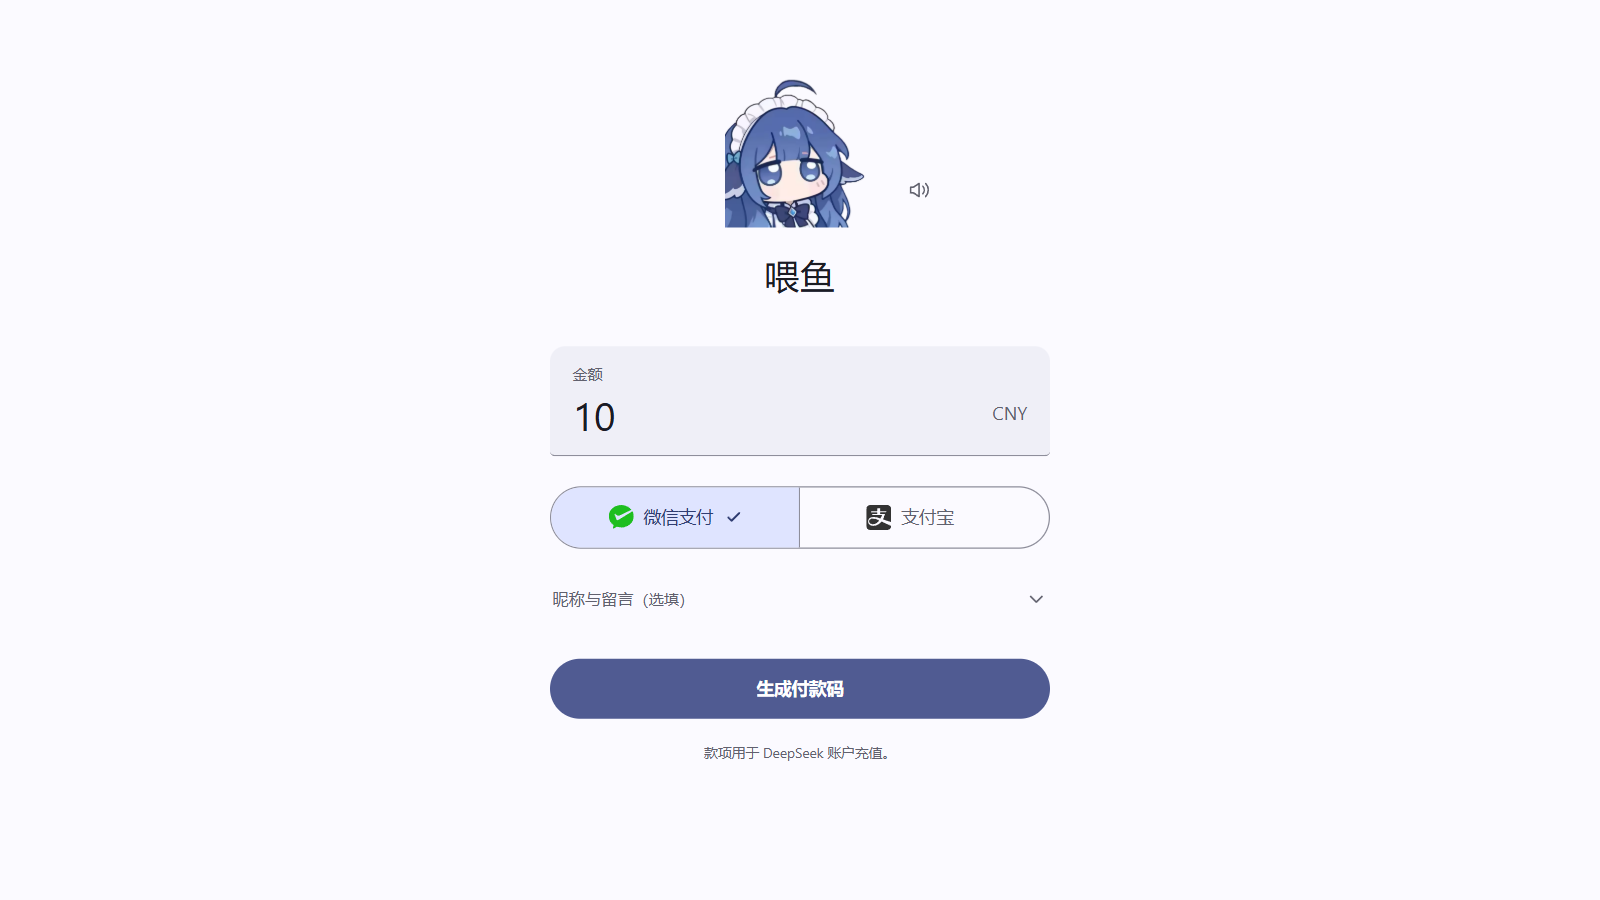 喂鱼
金额
10
CNY
微信支付
支付宝
昵称与留言（选填）
生成付款码
款项用于 DeepSeek 账户充值。